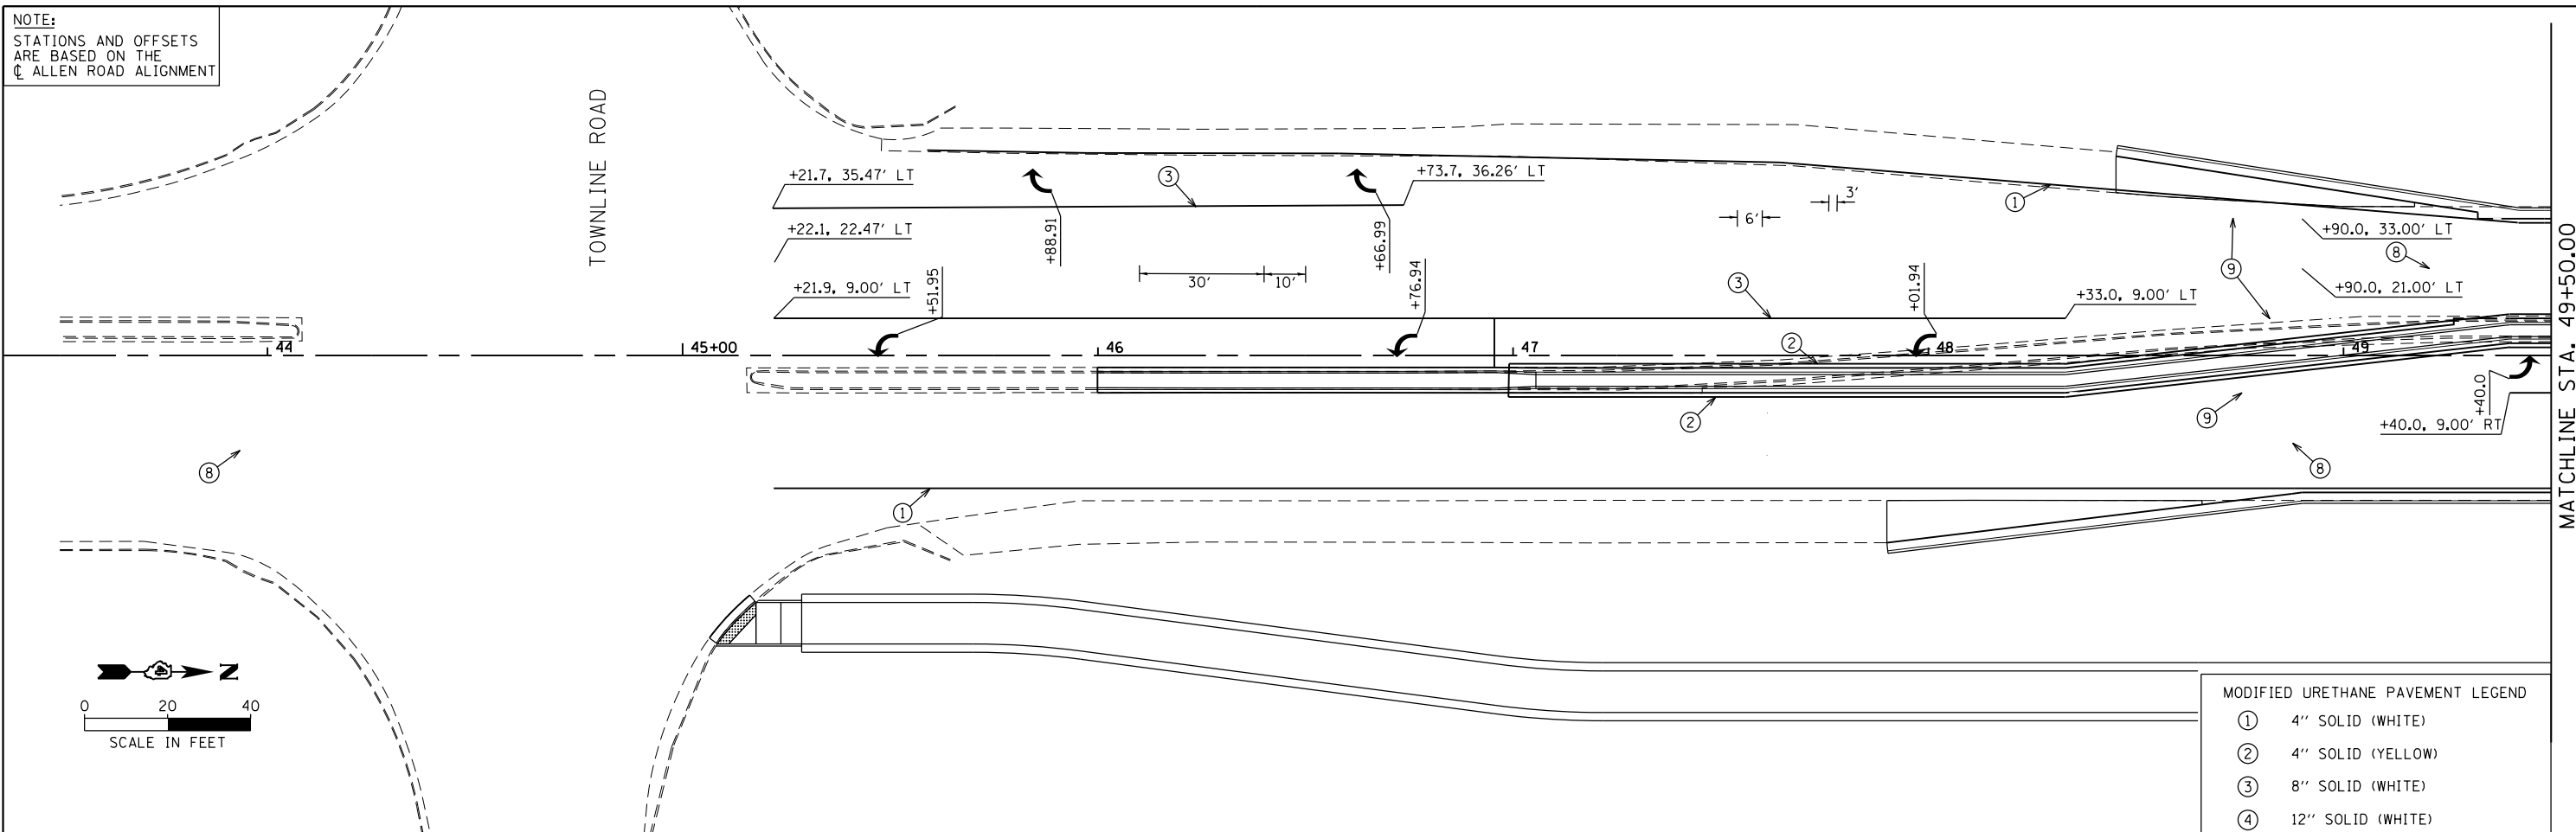 NOTE:
STATIONS AND OFFSETS
ARE BASED ON THE
℄ ALLEN ROAD ALIGNMENT
TOWNLINE ROAD
+21.7, 35.47' LT
3
+73.7, 36.26' LT
+22.1, 22.47' LT
+88.91
+66.99
6'
3'
1
+90.0, 33.00' LT
8
9
+90.0, 21.00' LT
+21.9, 9.00' LT
+51.95
30'
10'
+76.94
3
+01.94
+33.0, 9.00' LT
2
44
45+00
46
47
48
49
+40.0
+40.0, 9.00' RT
MATCHLINE STA. 49+50.00
2
9
8
8
1
N
0 20 40
SCALE IN FEET
MODIFIED URETHANE PAVEMENT LEGEND
1 4'' SOLID (WHITE)
2 4'' SOLID (YELLOW)
3 8'' SOLID (WHITE)
4 12'' SOLID (WHITE)